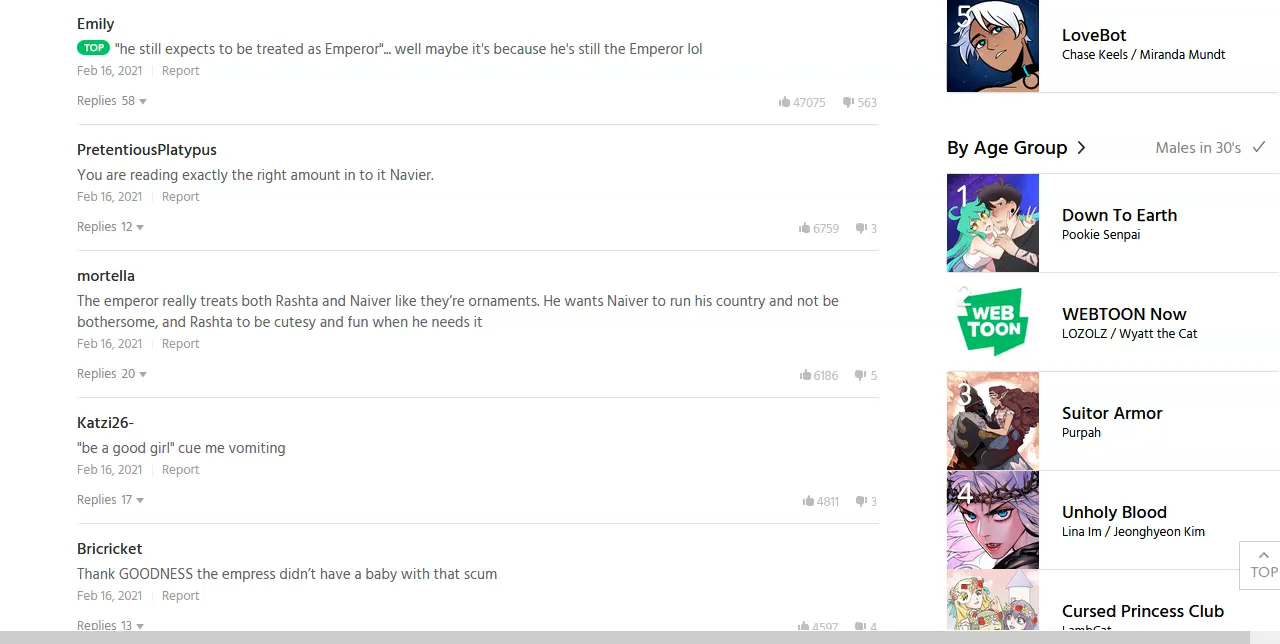 Emily
TOP "he still expects to be treated as Emperor"... well maybe it's because he's still the Emperor lol
Feb 16, 2021 Report
Replies 58
47075 563
PretentiousPlatypus
You are reading exactly the right amount in to it Navier.
Feb 16, 2021 Report
Replies 12
6759 3
mortella
The emperor really treats both Rashta and Naiver like they’re ornaments. He wants Naiver to run his country and not be
bothersome, and Rashta to be cutesy and fun when he needs it
Feb 16, 2021 Report
Replies 20
6186 5
Katzi26-
"be a good girl" cue me vomiting
Feb 16, 2021 Report
Replies 17
4811 3
Bricricket
Thank GOODNESS the empress didn’t have a baby with that scum
Feb 16, 2021 Report
Replies 13
4597 4
5
LoveBot
Chase Keels / Miranda Mundt
By Age Group
Males in 30's
1
Down To Earth
Pookie Senpai
2
WEB
TOON
WEBTOON Now
LOZOLZ / Wyatt the Cat
3
Suitor Armor
Purpah
4
Unholy Blood
Lina Im / Jeonghyeon Kim
Cursed Princess Club
LambCat
TOP